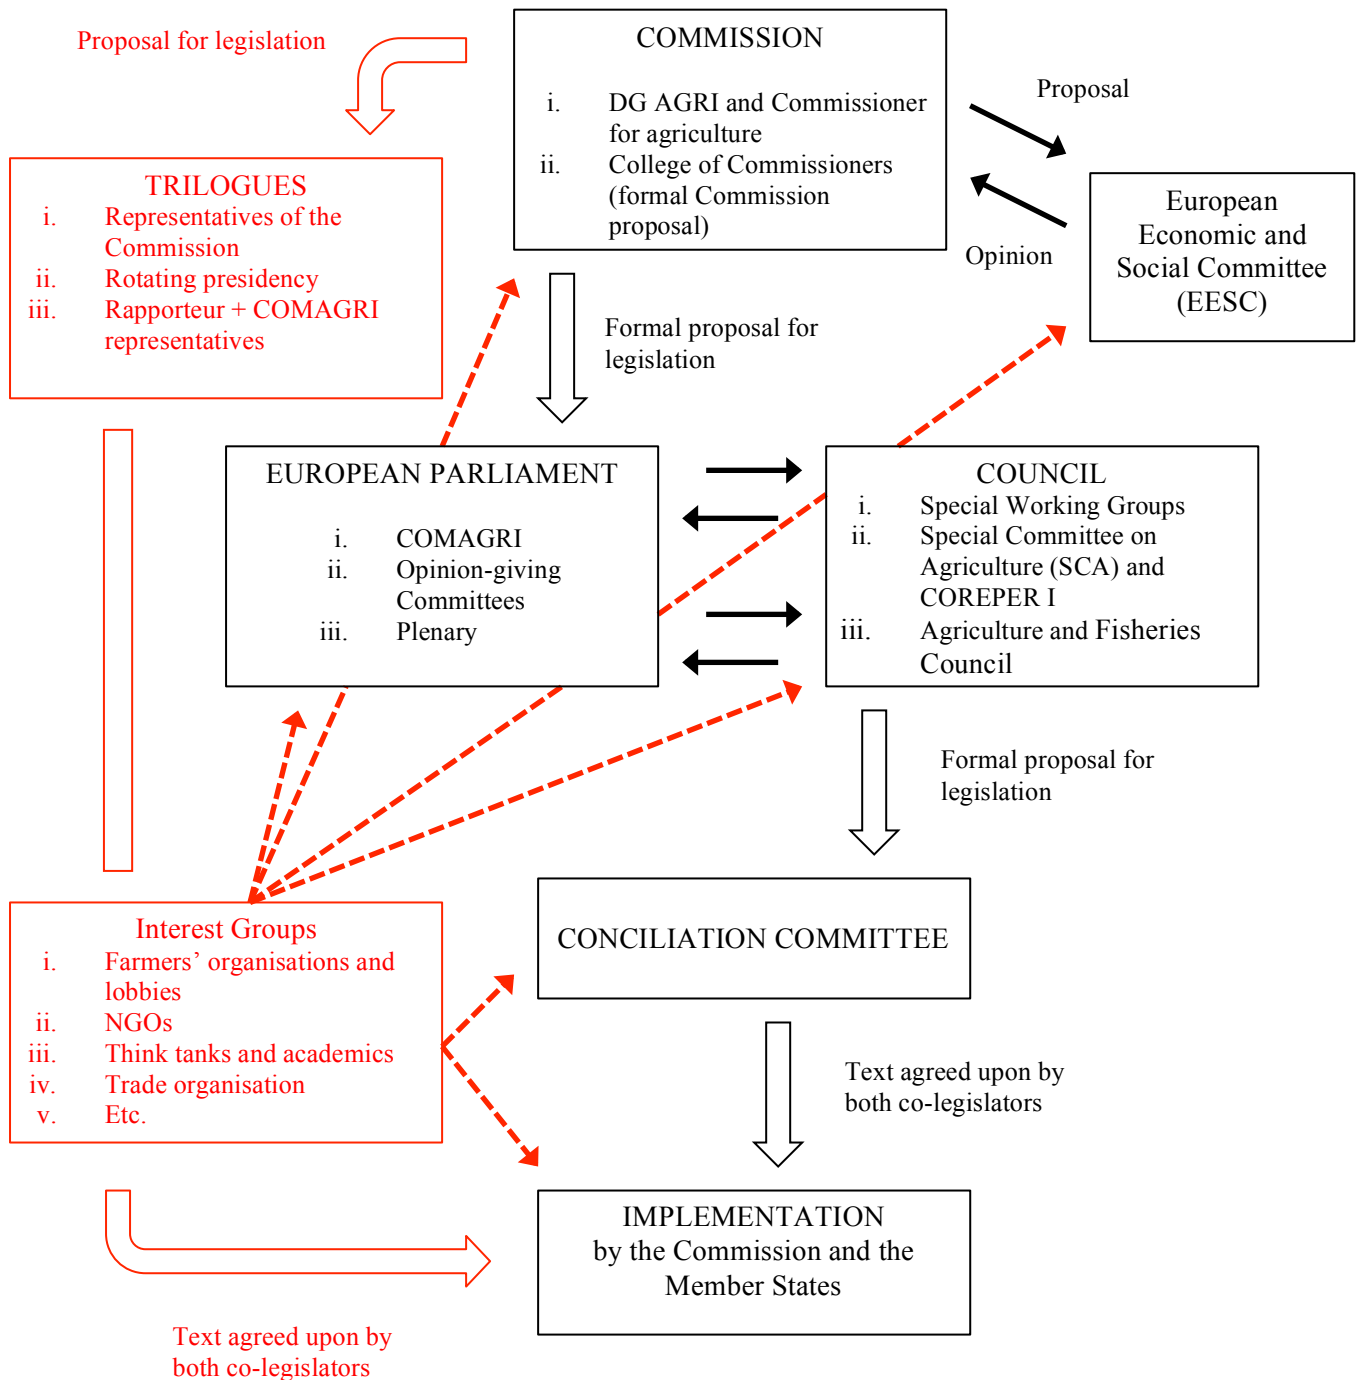 Proposal for legislation
COMMISSION
i. DG AGRI and Commissioner
for agriculture
ii. College of Commissioners
(formal Commission
proposal)
Proposal
Opinion
European
Economic and
Social Committee
(EESC)
TRILOGUES
i. Representatives of the
Commission
ii. Rotating presidency
iii. Rapporteur + COMAGRI
representatives
Formal proposal for
legislation
EUROPEAN PARLIAMENT
i. COMAGRI
ii. Opinion-giving
Committees
iii. Plenary
COUNCIL
i. Special Working Groups
ii. Special Committee on
Agriculture (SCA) and
COREPER I
iii. Agriculture and Fisheries
Council
Formal proposal for
legislation
Interest Groups
i. Farmers’ organisations and
lobbies
ii. NGOs
iii. Think tanks and academics
iv. Trade organisation
v. Etc.
CONCILIATION COMMITTEE
Text agreed upon by
both co-legislators
IMPLEMENTATION
by the Commission and the
Member States
Text agreed upon by
both co-legislators